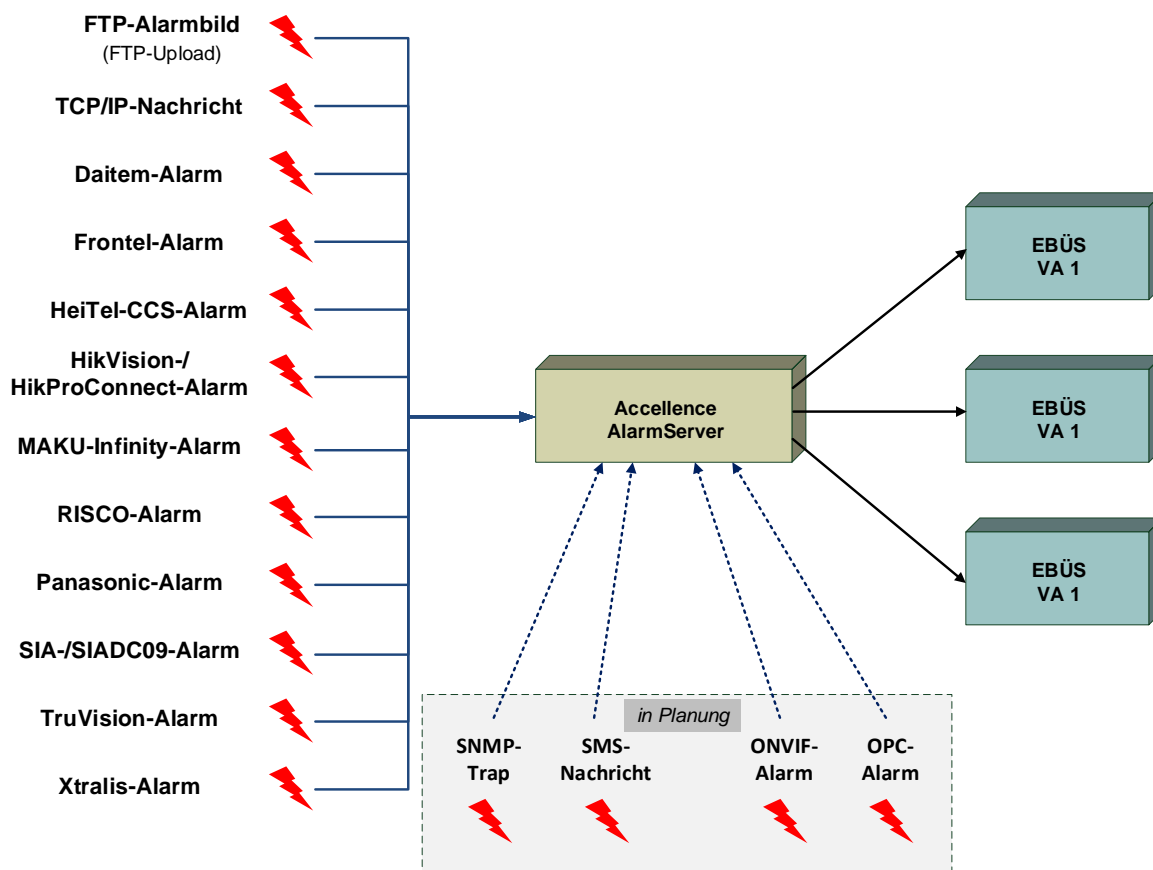 FTP-Alarmbild
(FTP-Upload)
TCP/IP-Nachricht
Daitem-Alarm
Frontel-Alarm
HeiTel-CCS-Alarm
HikVision-/
HikProConnect-Alarm
MAKU-Infinity-Alarm
RISCO-Alarm
Panasonic-Alarm
SIA-/SIADC09-Alarm
TruVision-Alarm
Xtralis-Alarm
Accellence
AlarmServer
EBÜS
VA 1
EBÜS
VA 1
EBÜS
VA 1
in Planung
SNMP-
Trap
SMS-
Nachricht
ONVIF-
Alarm
OPC-
Alarm